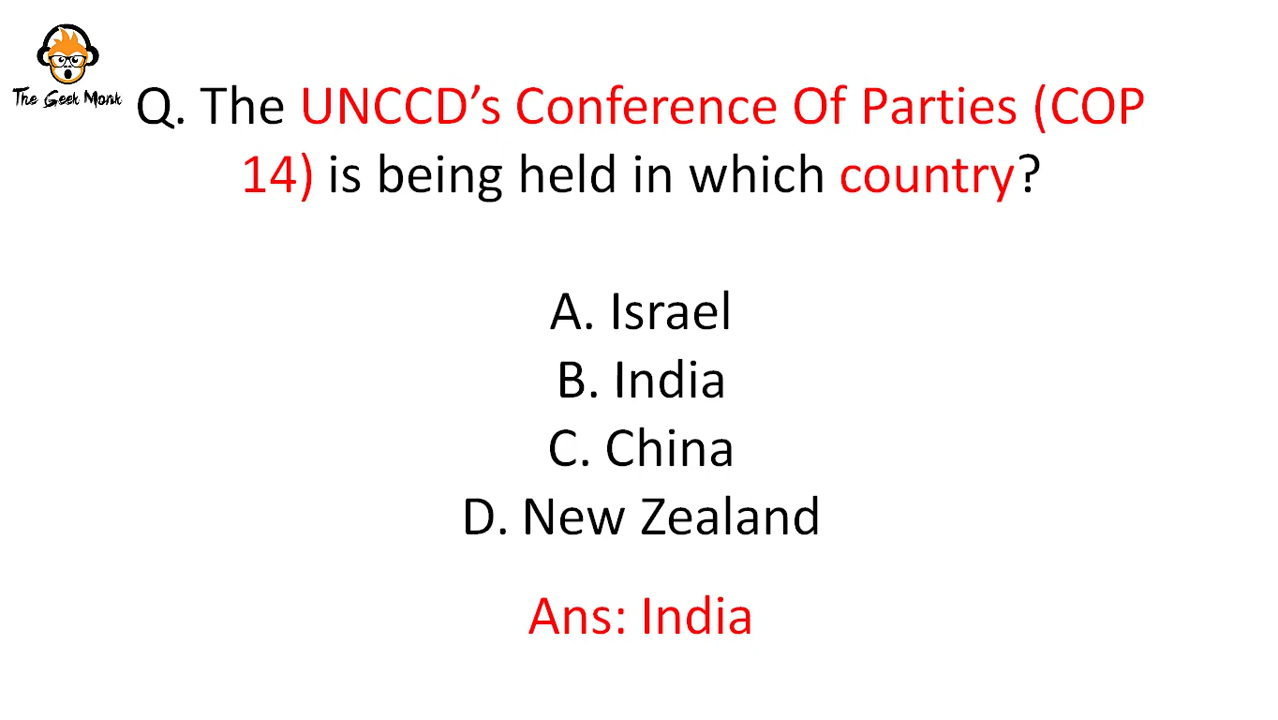 The Geek Monk
Q. The UNCCD’s Conference Of Parties (COP
14) is being held in which country?
A. Israel
B. India
C. China
D. New Zealand
Ans: India